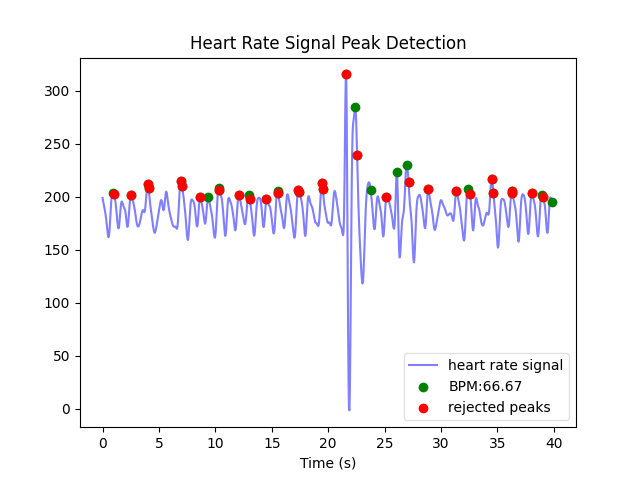 Heart Rate Signal Peak Detection
300
250
200
150
100
50
0
heart rate signal
BPM:66.67
rejected peaks
0 5 10 15 20 25 30 35 40
Time (s)